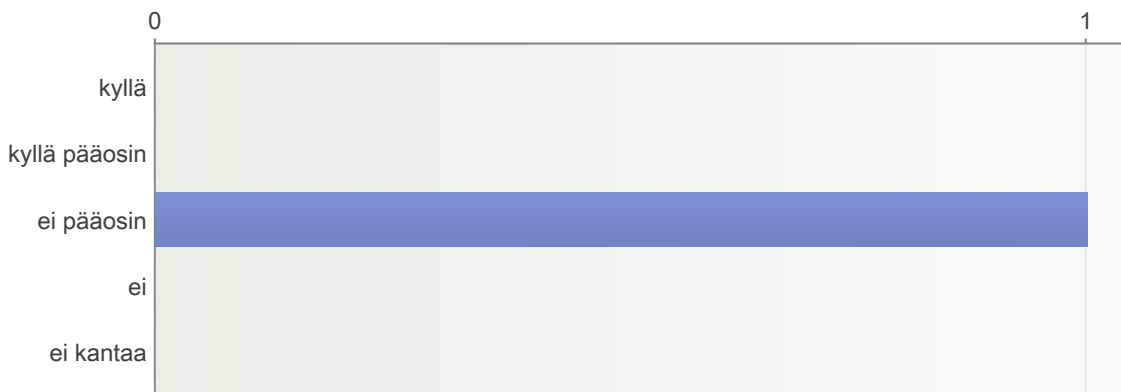 0 1
kyllä
kyllä pääosin
ei pääosin
ei
ei kantaa